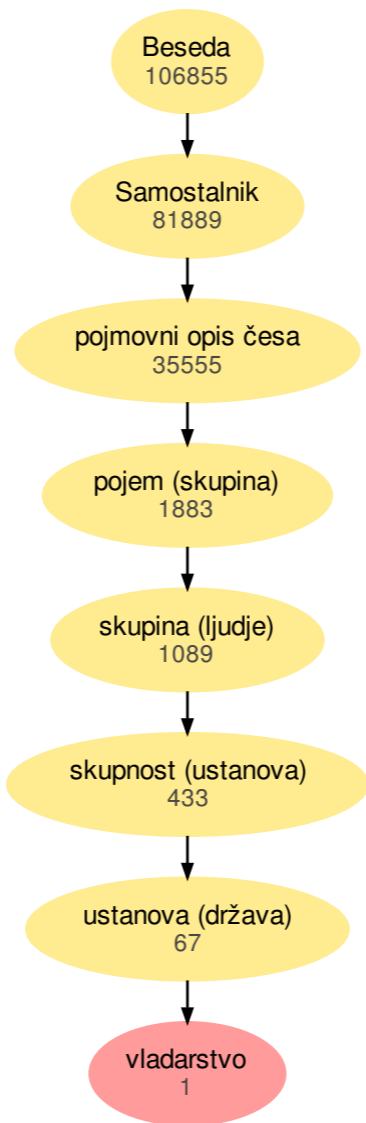 Beseda
106855
Samostalnik
81889
pojmovni opis česa
35555
pojem (skupina)
1883
skupina (ljudje)
1089
skupnost (ustanova)
433
ustanova (država)
67
vladarstvo
1